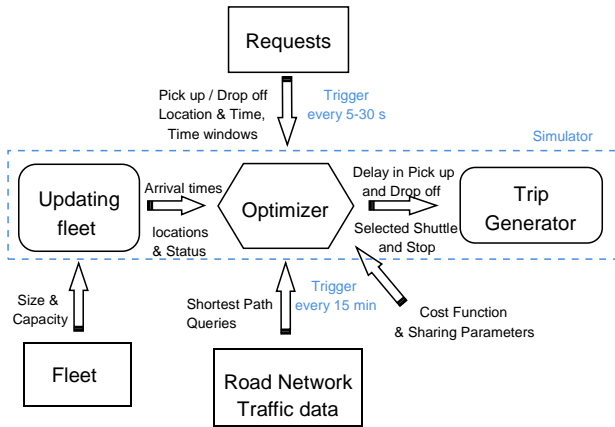 Requests
Pick up / Drop off
Location & Time,
Time windows
Trigger
every 5-30 s
Simulator
Updating
fleet
Arrival times
locations
& Status
Optimizer
Delay in Pick up
and Drop off
Selected Shuttle
and Stop
Trip
Generator
Size &
Capacity
Shortest Path
Queries
Trigger
every 15 min
Cost Function
& Sharing Parameters
Fleet
Road Network
Traffic data